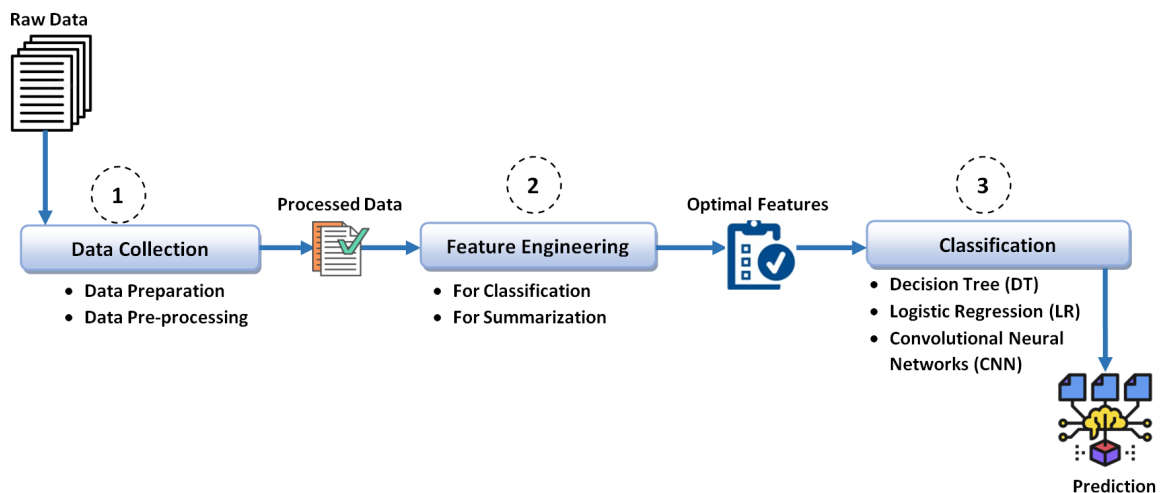 Raw Data
1
Data Collection
• Data Preparation
• Data Pre-processing
Processed Data
2
Feature Engineering
• For Classification
• For Summarization
Optimal Features
3
Classification
• Decision Tree (DT)
• Logistic Regression (LR)
• Convolutional Neural
Networks (CNN)
Prediction